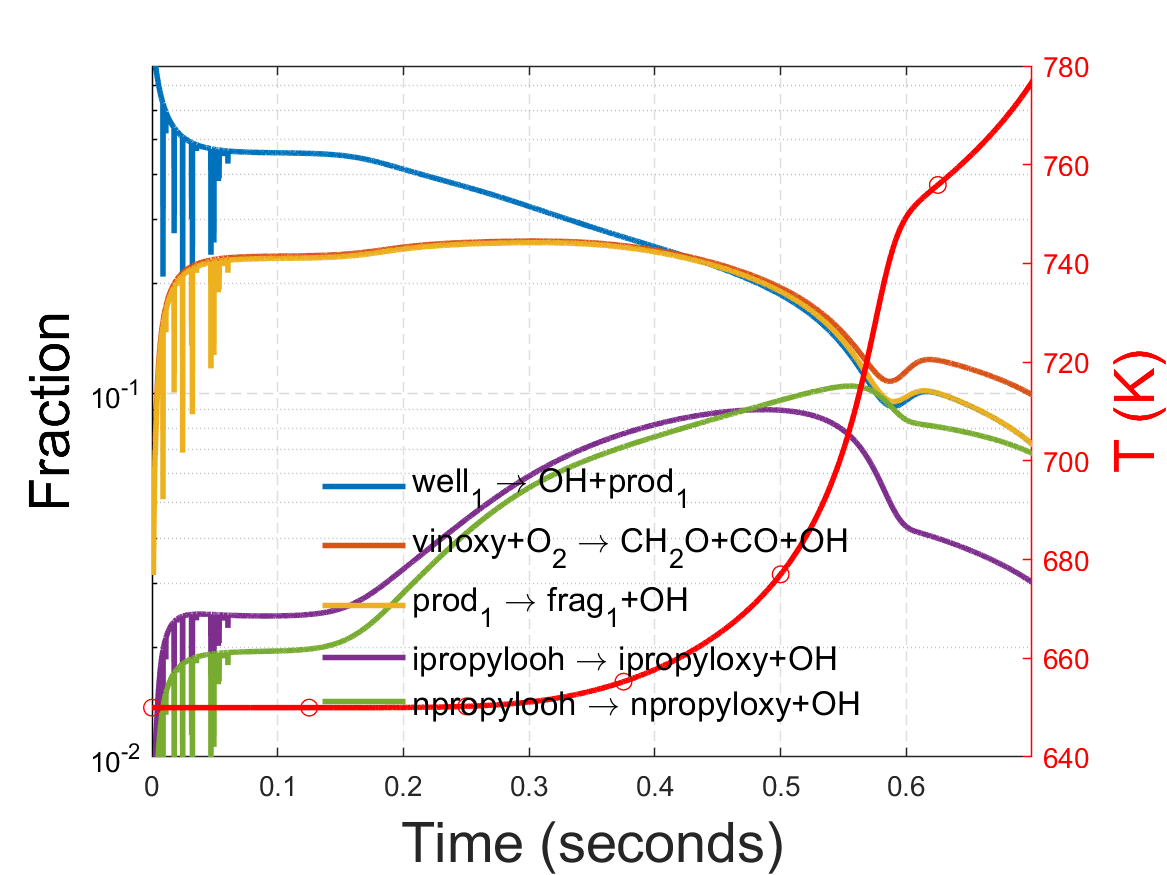 780
760
740
720
700
680
660
640
T (K)
Fraction
10⁻¹
10⁻²
well₁ → OH+prod₁
vinoxy+O₂ → CH₂O+CO+OH
prod₁ → frag₁+OH
ipropylooh → ipropyloxy+OH
npropylooh → npropyloxy+OH
0 0.1 0.2 0.3 0.4 0.5 0.6
Time (seconds)